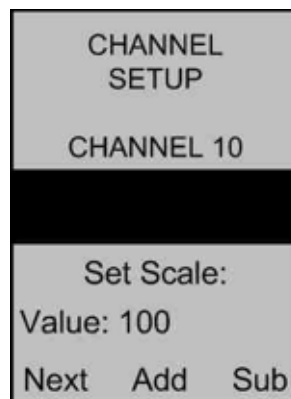 CHANNEL
SETUP
CHANNEL 10
Set Scale:
Value: 100
Next Add Sub